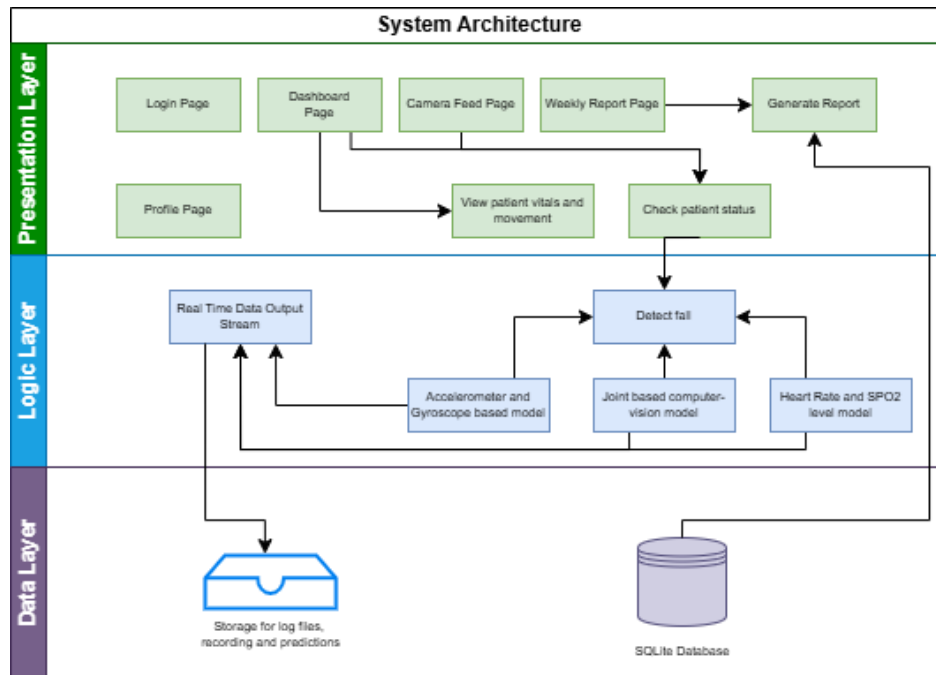 System Architecture
Presentation Layer
Login Page
Dashboard
Page
Camera Feed Page
Weekly Report Page
Generate Report
Profile Page
View patient vitals and
movement
Check patient status
Logic Layer
Real Time Data Output
Stream
Detect fall
Accelerometer and
Gyroscope based model
Joint based computer-
vision model
Heart Rate and SPO2
level model
Data Layer
Storage for log files,
recording and predictions
SQLite Database